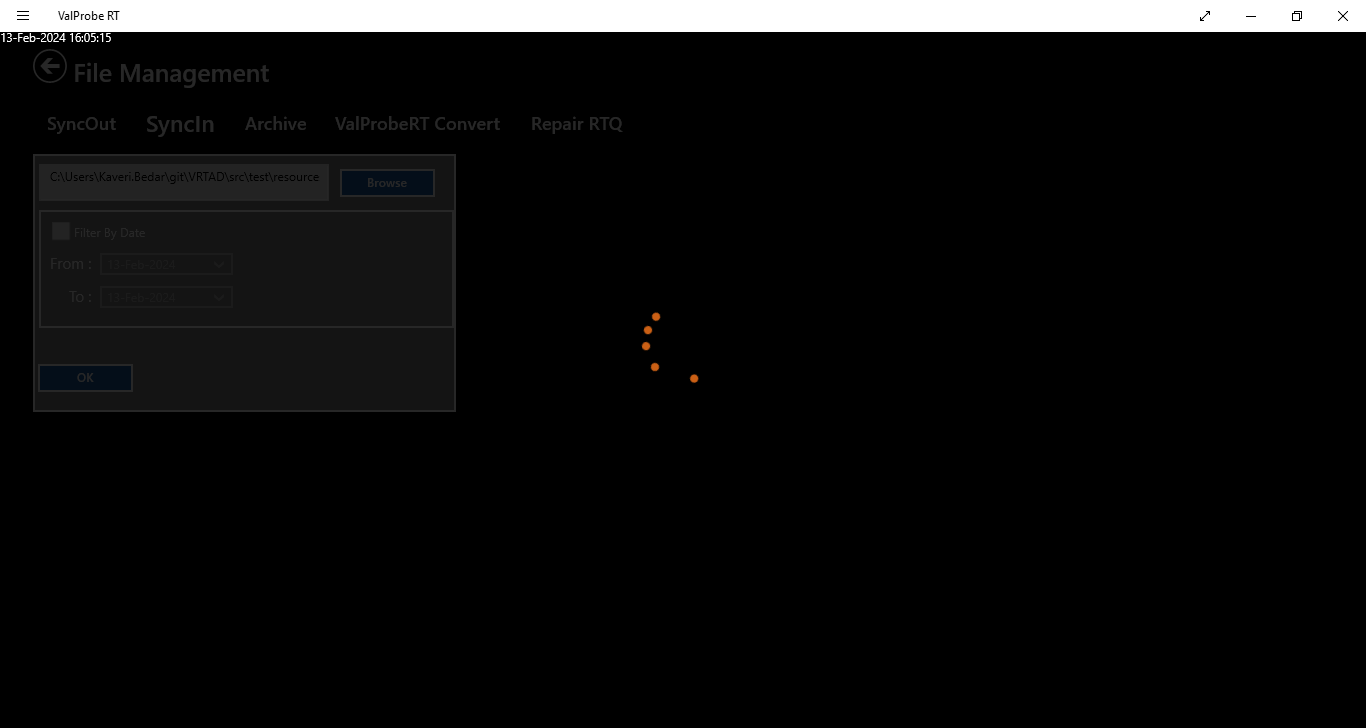 ValProbe RT
13-Feb-2024 16:05:15
File Management
SyncOut SyncIn Archive ValProbeRT Convert Repair RTQ
C:\Users\Kaveri.Bedar\git\VRTAD\src\test\resource Browse
Filter By Date
From : 13-Feb-2024
To : 13-Feb-2024
OK